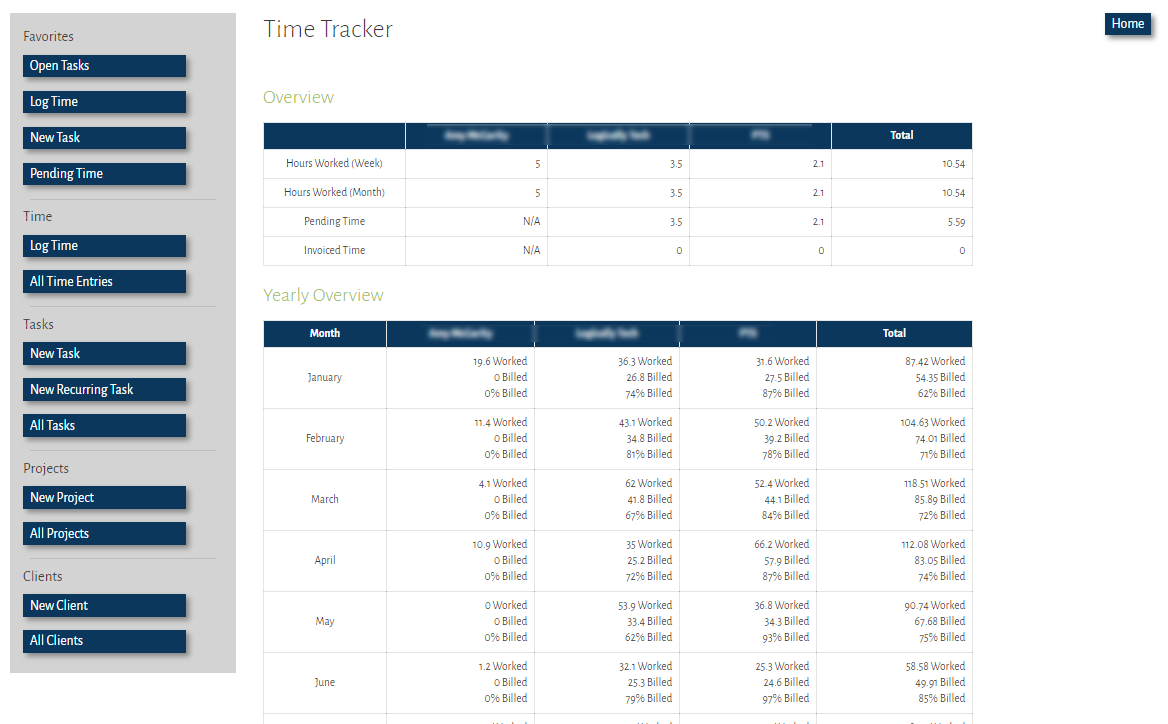 Favorites
Open Tasks
Log Time
New Task
Pending Time
Time
Log Time
All Time Entries
Tasks
New Task
New Recurring Task
All Tasks
Projects
New Project
All Projects
Clients
New Client
All Clients
Time Tracker
Home
Overview
Total
Hours Worked (Week) 5 3.5 2.1 10.54
Hours Worked (Month) 5 3.5 2.1 10.54
Pending Time N/A 3.5 2.1 5.59
Invoiced Time N/A 0 0 0
Yearly Overview
Month Total
19.6 Worked 36.3 Worked 31.6 Worked 87.42 Worked
January 0 Billed 26.8 Billed 27.5 Billed 54.35 Billed
0% Billed 74% Billed 87% Billed 62% Billed
11.4 Worked 43.1 Worked 50.2 Worked 104.63 Worked
February 0 Billed 34.8 Billed 39.2 Billed 74.01 Billed
0% Billed 81% Billed 78% Billed 71% Billed
4.1 Worked 62 Worked 52.4 Worked 118.51 Worked
March 0 Billed 41.8 Billed 44.1 Billed 85.89 Billed
0% Billed 67% Billed 84% Billed 72% Billed
10.9 Worked 35 Worked 66.2 Worked 112.08 Worked
April 0 Billed 25.2 Billed 57.9 Billed 83.05 Billed
0% Billed 72% Billed 87% Billed 74% Billed
0 Worked 53.9 Worked 36.8 Worked 90.74 Worked
May 0 Billed 33.4 Billed 34.3 Billed 67.68 Billed
0% Billed 62% Billed 93% Billed 75% Billed
1.2 Worked 32.1 Worked 25.3 Worked 58.58 Worked
June 0 Billed 25.3 Billed 24.6 Billed 49.91 Billed
0% Billed 79% Billed 97% Billed 85% Billed